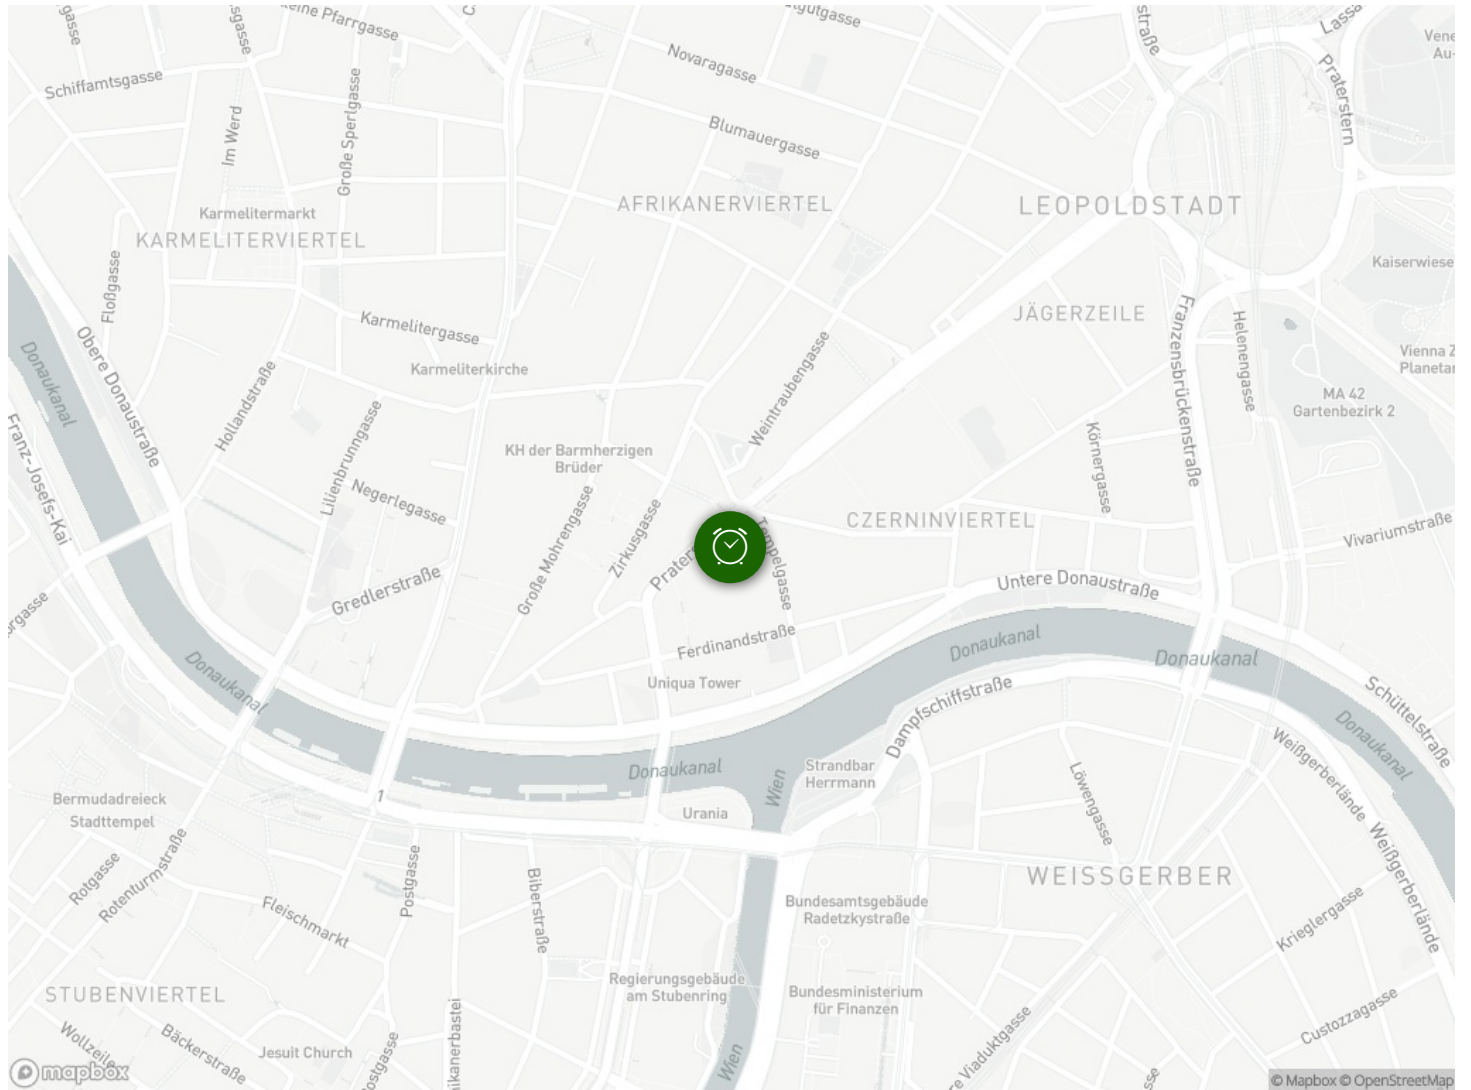 Schiffamtsgasse
Novaragasse
Praterstern
Blumauergasse
Im Werd
Große Sperlgasse
AFRIKANERVIERTEL
LEOPOLDSTADT
Karmelitermarkt
KARMELITERVIERTEL
Kaiserwiese
Floßgasse
Karmelitergasse
JÄGERZEILE
Franzensbrückenstraße
Helenengasse
Obere Donaustraße
Donaukanal
Hollandstraße
Karmeliterkirche
Weintraubengasse
Vienna Z
Planetar
MA 42
Gartenbezirk 2
Franz-Josefs-Kai
Lilienbrunngasse
Negerlegasse
KH der Barmherzigen
Brüder
Körnergasse
Große Mohrengasse
Zirkusgasse
CZERNINVIERTEL
Vivariumstraße
Praters
Tempelgasse
Gredlerstraße
Untere Donaustraße
Ferdinandstraße
Donaukanal
Donaukanal
Donaukanal
Uniqua Tower
Dampfschiffstraße
Schüttelstraße
Donaukanal
Donaukanal
Wien
Strandbar
Herrmann
Löwengasse
Weißgerberlände
Weißgerberlände
Bermudadreieck
Stadttempel
1
Urania
Rotgasse
Rotenturmstraße
Postgasse
Biberstraße
WEISSGERBER
Bundesamtsgebäude
Radetzkystraße
Fleischmarkt
Krieglergasse
STUBENVIERTEL
Regierungsgebäude
am Stubenring
Bundesministerium
für Finanzen
Custozzagasse
Wollzeile
Bäckerstraße
Jesuit Church
Wien
mapbox
© Mapbox © OpenStreetMap